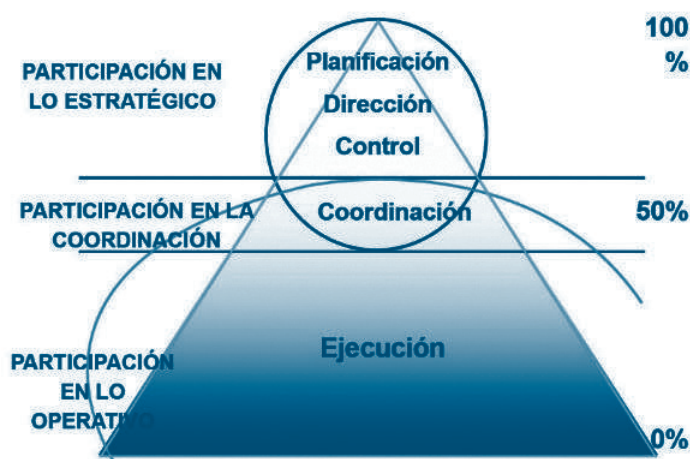 100
%
Planificación
PARTICIPACIÓN EN
LO ESTRATÉGICO
Dirección
Control
PARTICIPACIÓN EN LA
COORDINACIÓN
Coordinación
50%
Ejecución
PARTICIPACIÓN
EN LO
OPERATIVO
0%